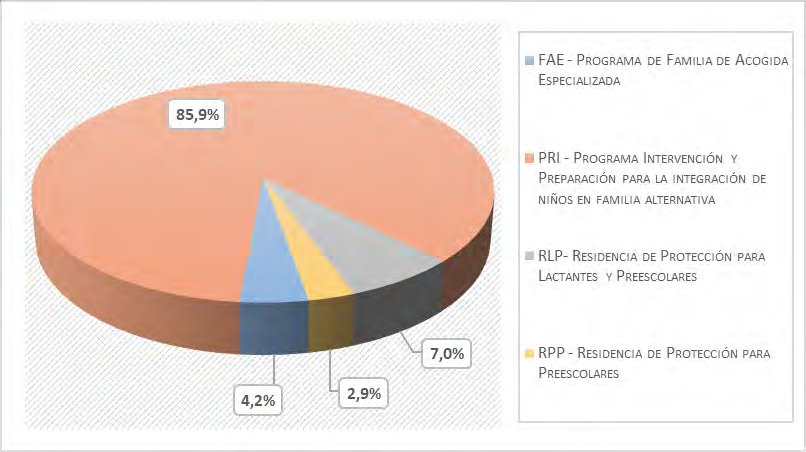 85,9%
7,0%
2,9%
4,2%
FAE - Programa de Familia de Acogida
Especializada
PRI - Programa Intervención y
Preparación para la integración de
niños en familia alternativa
RLP- Residencia de Protección para
Lactantes y Preescolares
RPP - Residencia de Protección para
Preescolares